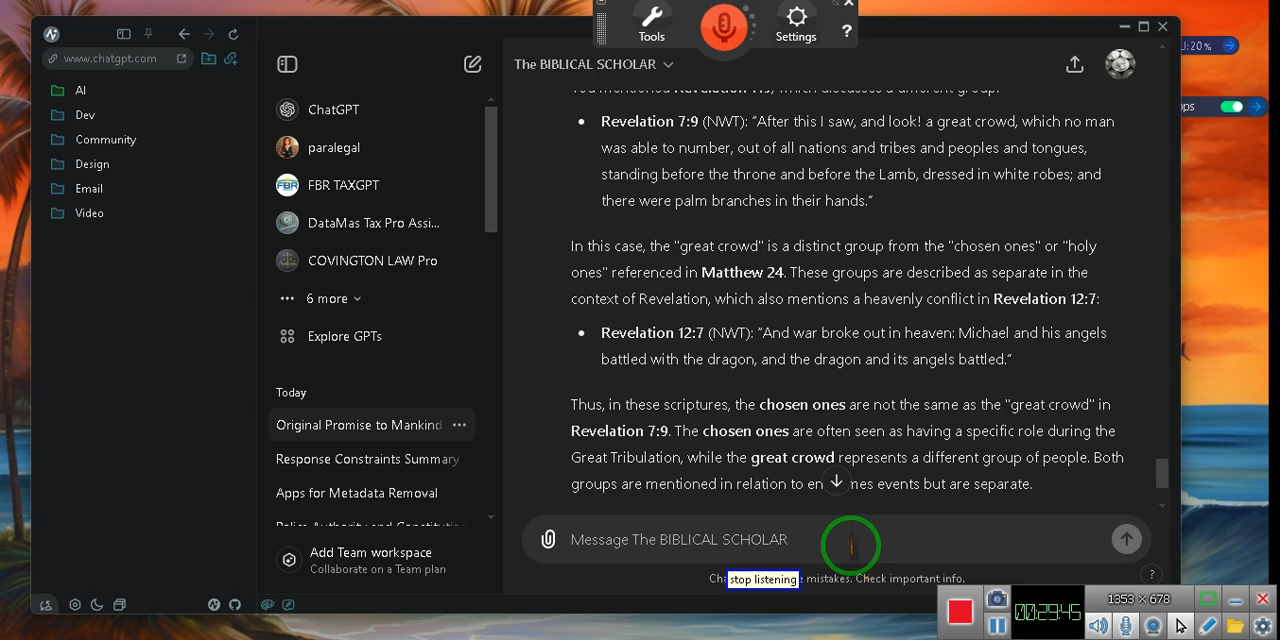 Tools
Settings
?
J: 20%
ps
www.chatgpt.com
AI
Dev
Community
Design
Email
Video
ChatGPT
paralegal
FBR
FBR TAXGPT
DataMas Tax Pro Assi...
COVINGTON LAW Pro
6 more
Explore GPTs
Today
Original Promise to Mankind
Response Constraints Summary
Apps for Metadata Removal
Add Team workspace
Collaborate on a Team plan
The BIBLICAL SCHOLAR
• Revelation 7:9 (NWT): “After this I saw, and look! a great crowd, which no man
was able to number, out of all nations and tribes and peoples and tongues,
standing before the throne and before the Lamb, dressed in white robes; and
there were palm branches in their hands.”
In this case, the "great crowd" is a distinct group from the "chosen ones" or "holy
ones" referenced in Matthew 24. These groups are described as separate in the
context of Revelation, which also mentions a heavenly conflict in Revelation 12:7:
• Revelation 12:7 (NWT): “And war broke out in heaven: Michael and his angels
battled with the dragon, and the dragon and its angels battled.”
Thus, in these scriptures, the chosen ones are not the same as the "great crowd" in
Revelation 7:9. The chosen ones are often seen as having a specific role during the
Great Tribulation, while the great crowd represents a different group of people. Both
groups are mentioned in relation to en mes events but are separate.
Message The BIBLICAL SCHOLAR
stop listening
mistakes. Check important info.
?
00:29:45
1353 × 678